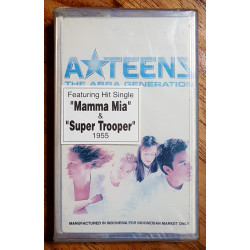 A★TEENS
THE ABBA GENERATION
Featuring Hit Single
"Mamma Mia"
&
"Super Trooper"
1955
MANUFACTURED IN INDONESIA FOR INDONESIAN MARKET ONLY